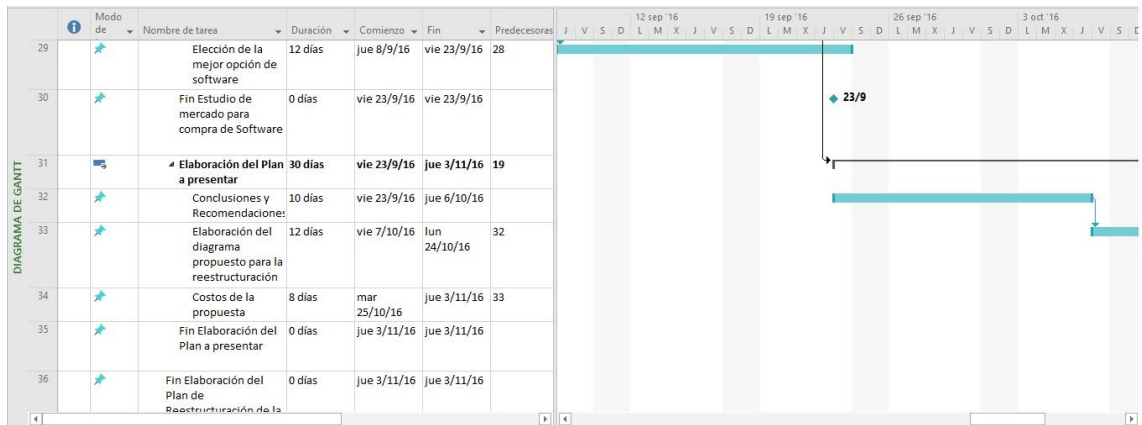 DIAGRAMA DE GANTT
Modo de
Nombre de tarea
Duración
Comienzo
Fin
Predecesoras
12 sep '16
19 sep '16
26 sep '16
3 oct '16
J V S D L M X J V S D L M X J V S D L M X J V S D L M X J V S
29
Elección de la
mejor opción de
software
12 días
jue 8/9/16
vie 23/9/16
28
30
Fin Estudio de
mercado para
compra de Software
0 días
vie 23/9/16
vie 23/9/16
23/9
31
Elaboración del Plan
a presentar
30 días
vie 23/9/16
jue 3/11/16
19
32
Conclusiones y
Recomendaciones
10 días
vie 23/9/16
jue 6/10/16
33
Elaboración del
diagrama
propuesto para la
reestructuración
12 días
vie 7/10/16
lun
24/10/16
32
34
Costos de la
propuesta
8 días
mar
25/10/16
jue 3/11/16
33
35
Fin Elaboración del
Plan a presentar
0 días
jue 3/11/16
jue 3/11/16
36
Fin Elaboración del
Plan de
Reestructuración de la
0 días
jue 3/11/16
jue 3/11/16